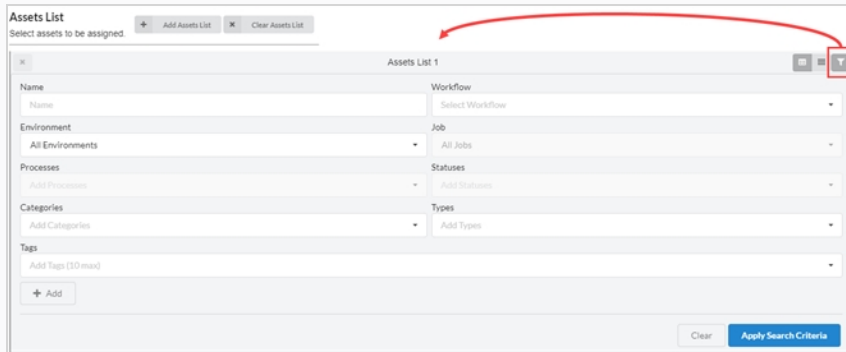 Assets List
Select assets to be assigned.
+ Add Assets List
× Clear Assets List
× Assets List 1
Name Workflow
Name Select Workflow
Environment Job
All Environments All Jobs
Processes Statuses
Add Processes Add Statuses
Categories Types
Add Categories Add Types
Tags
Add Tags (10 max)
+ Add
Clear Apply Search Criteria